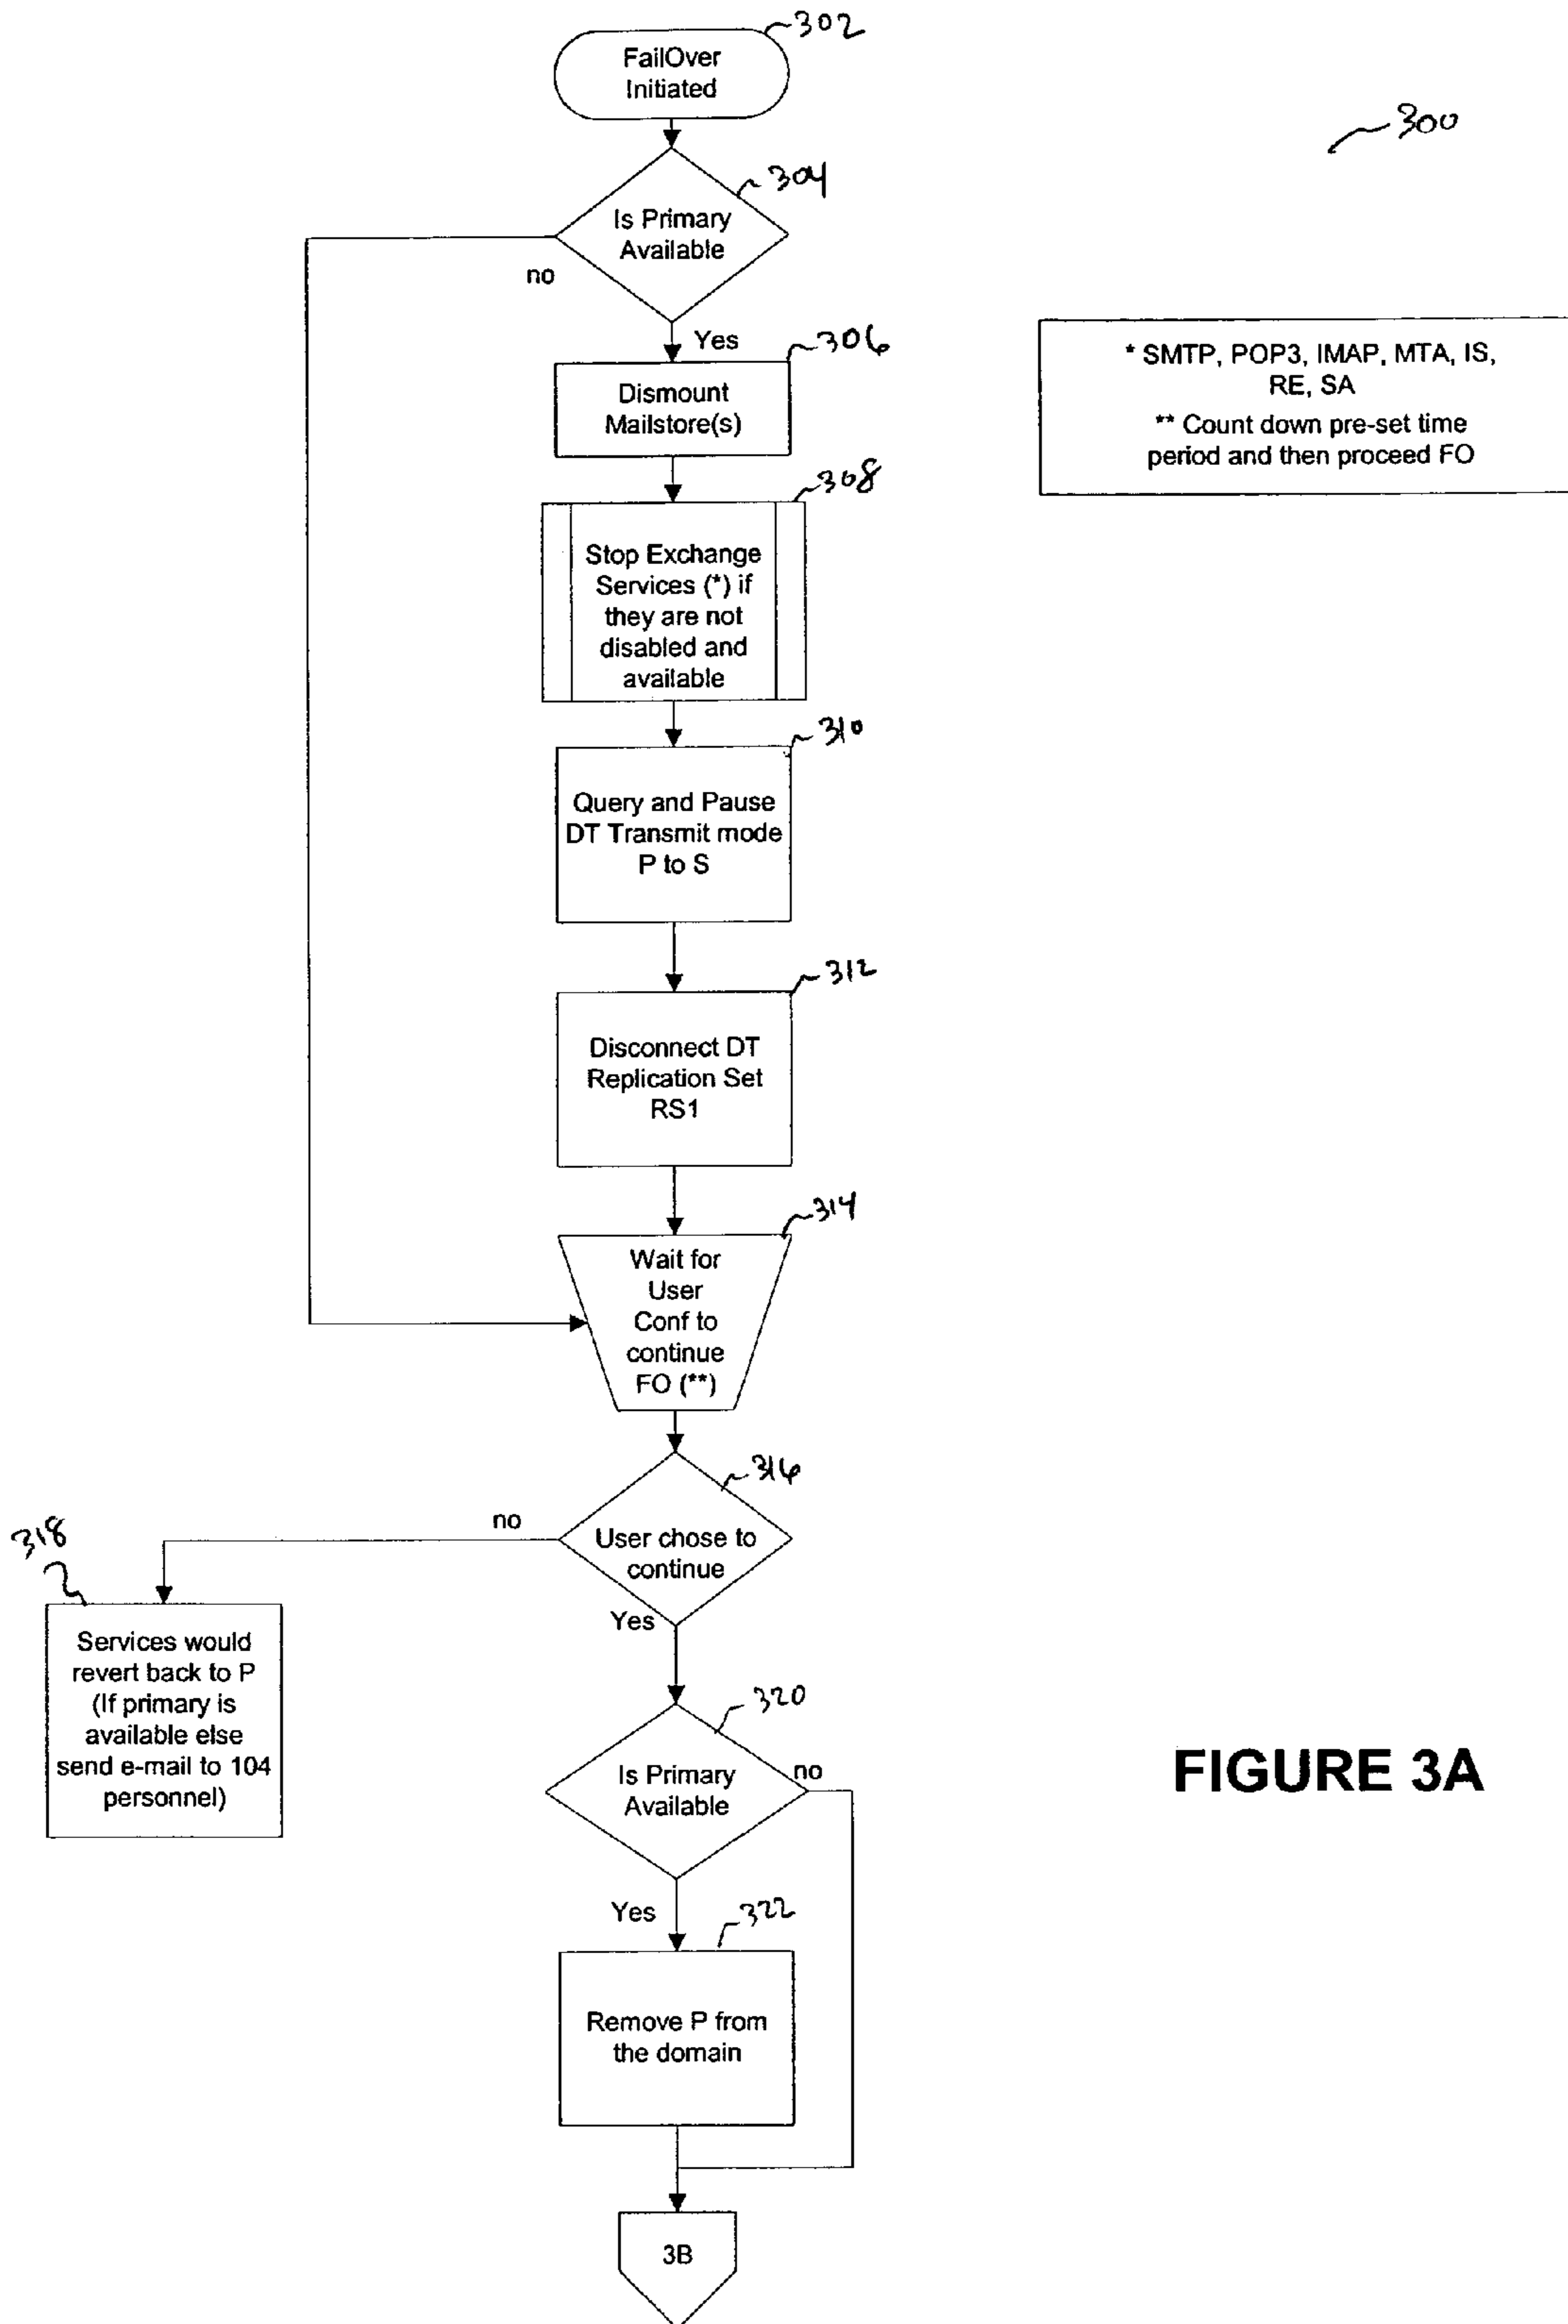 302
FailOver
Initiated
300
304
Is Primary
Available
no
Yes
306
Dismount
Mailstore(s)
* SMTP, POP3, IMAP, MTA, IS,
RE, SA
** Count down pre-set time
period and then proceed FO
308
Stop Exchange
Services (*) if
they are not
disabled and
available
310
Query and Pause
DT Transmit mode
P to S
312
Disconnect DT
Replication Set
RS1
314
Wait for
User
Conf to
continue
FO (**)
316
User chose to
continue
no
Yes
318
Services would
revert back to P
(If primary is
available else
send e-mail to 104
personnel)
320
Is Primary
Available
no
Yes
322
Remove P from
the domain
3B
FIGURE 3A